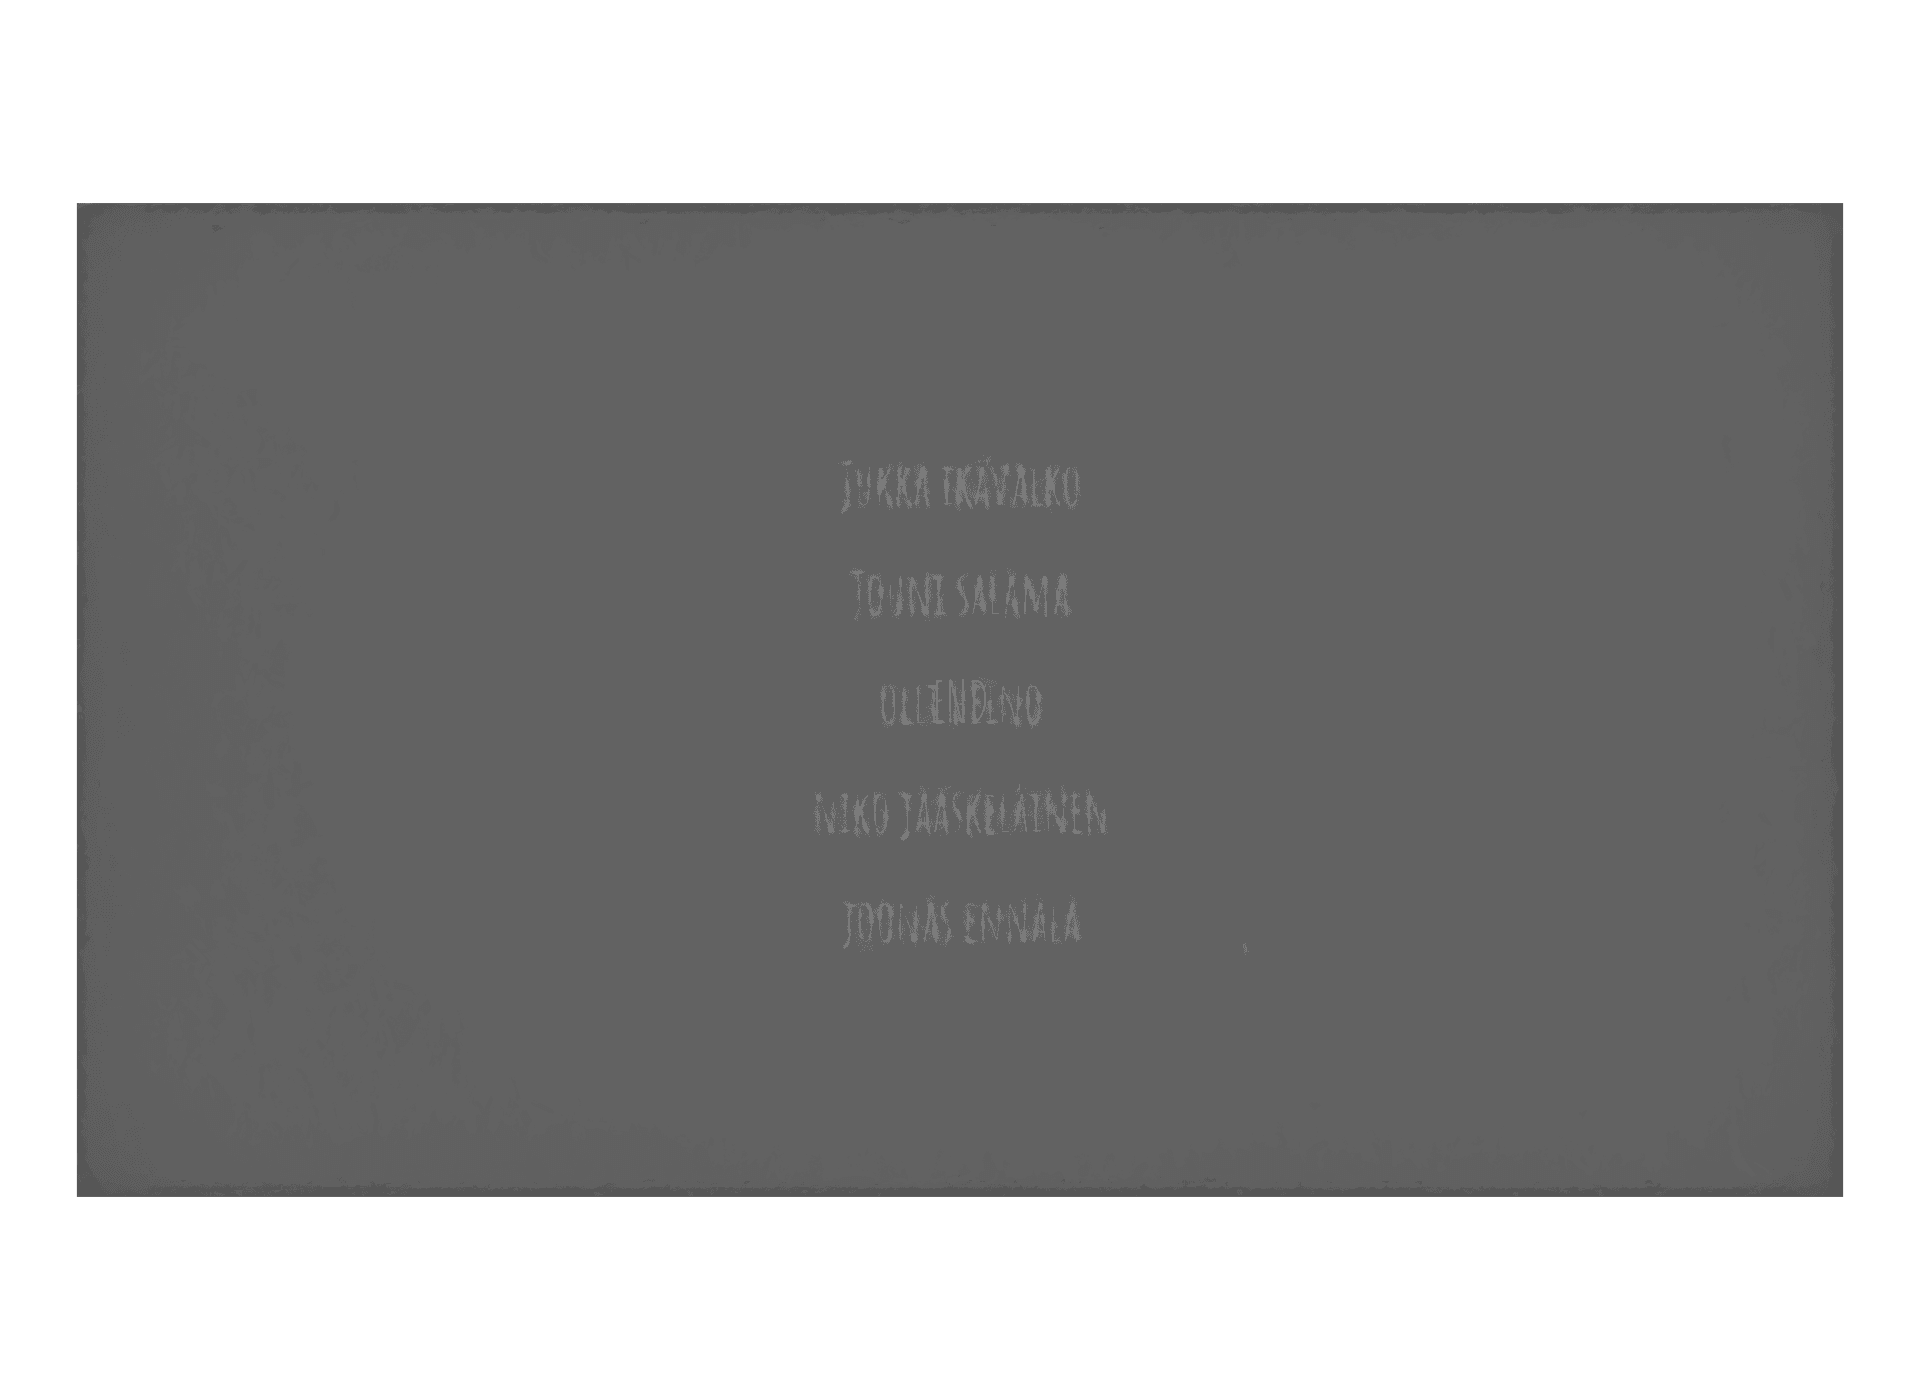 JUKKA IKÄVALKO
JOUNI SALAMA
OLLENDINO
NIKO JÄÄSKELÄINEN
JOONAS ENNALA